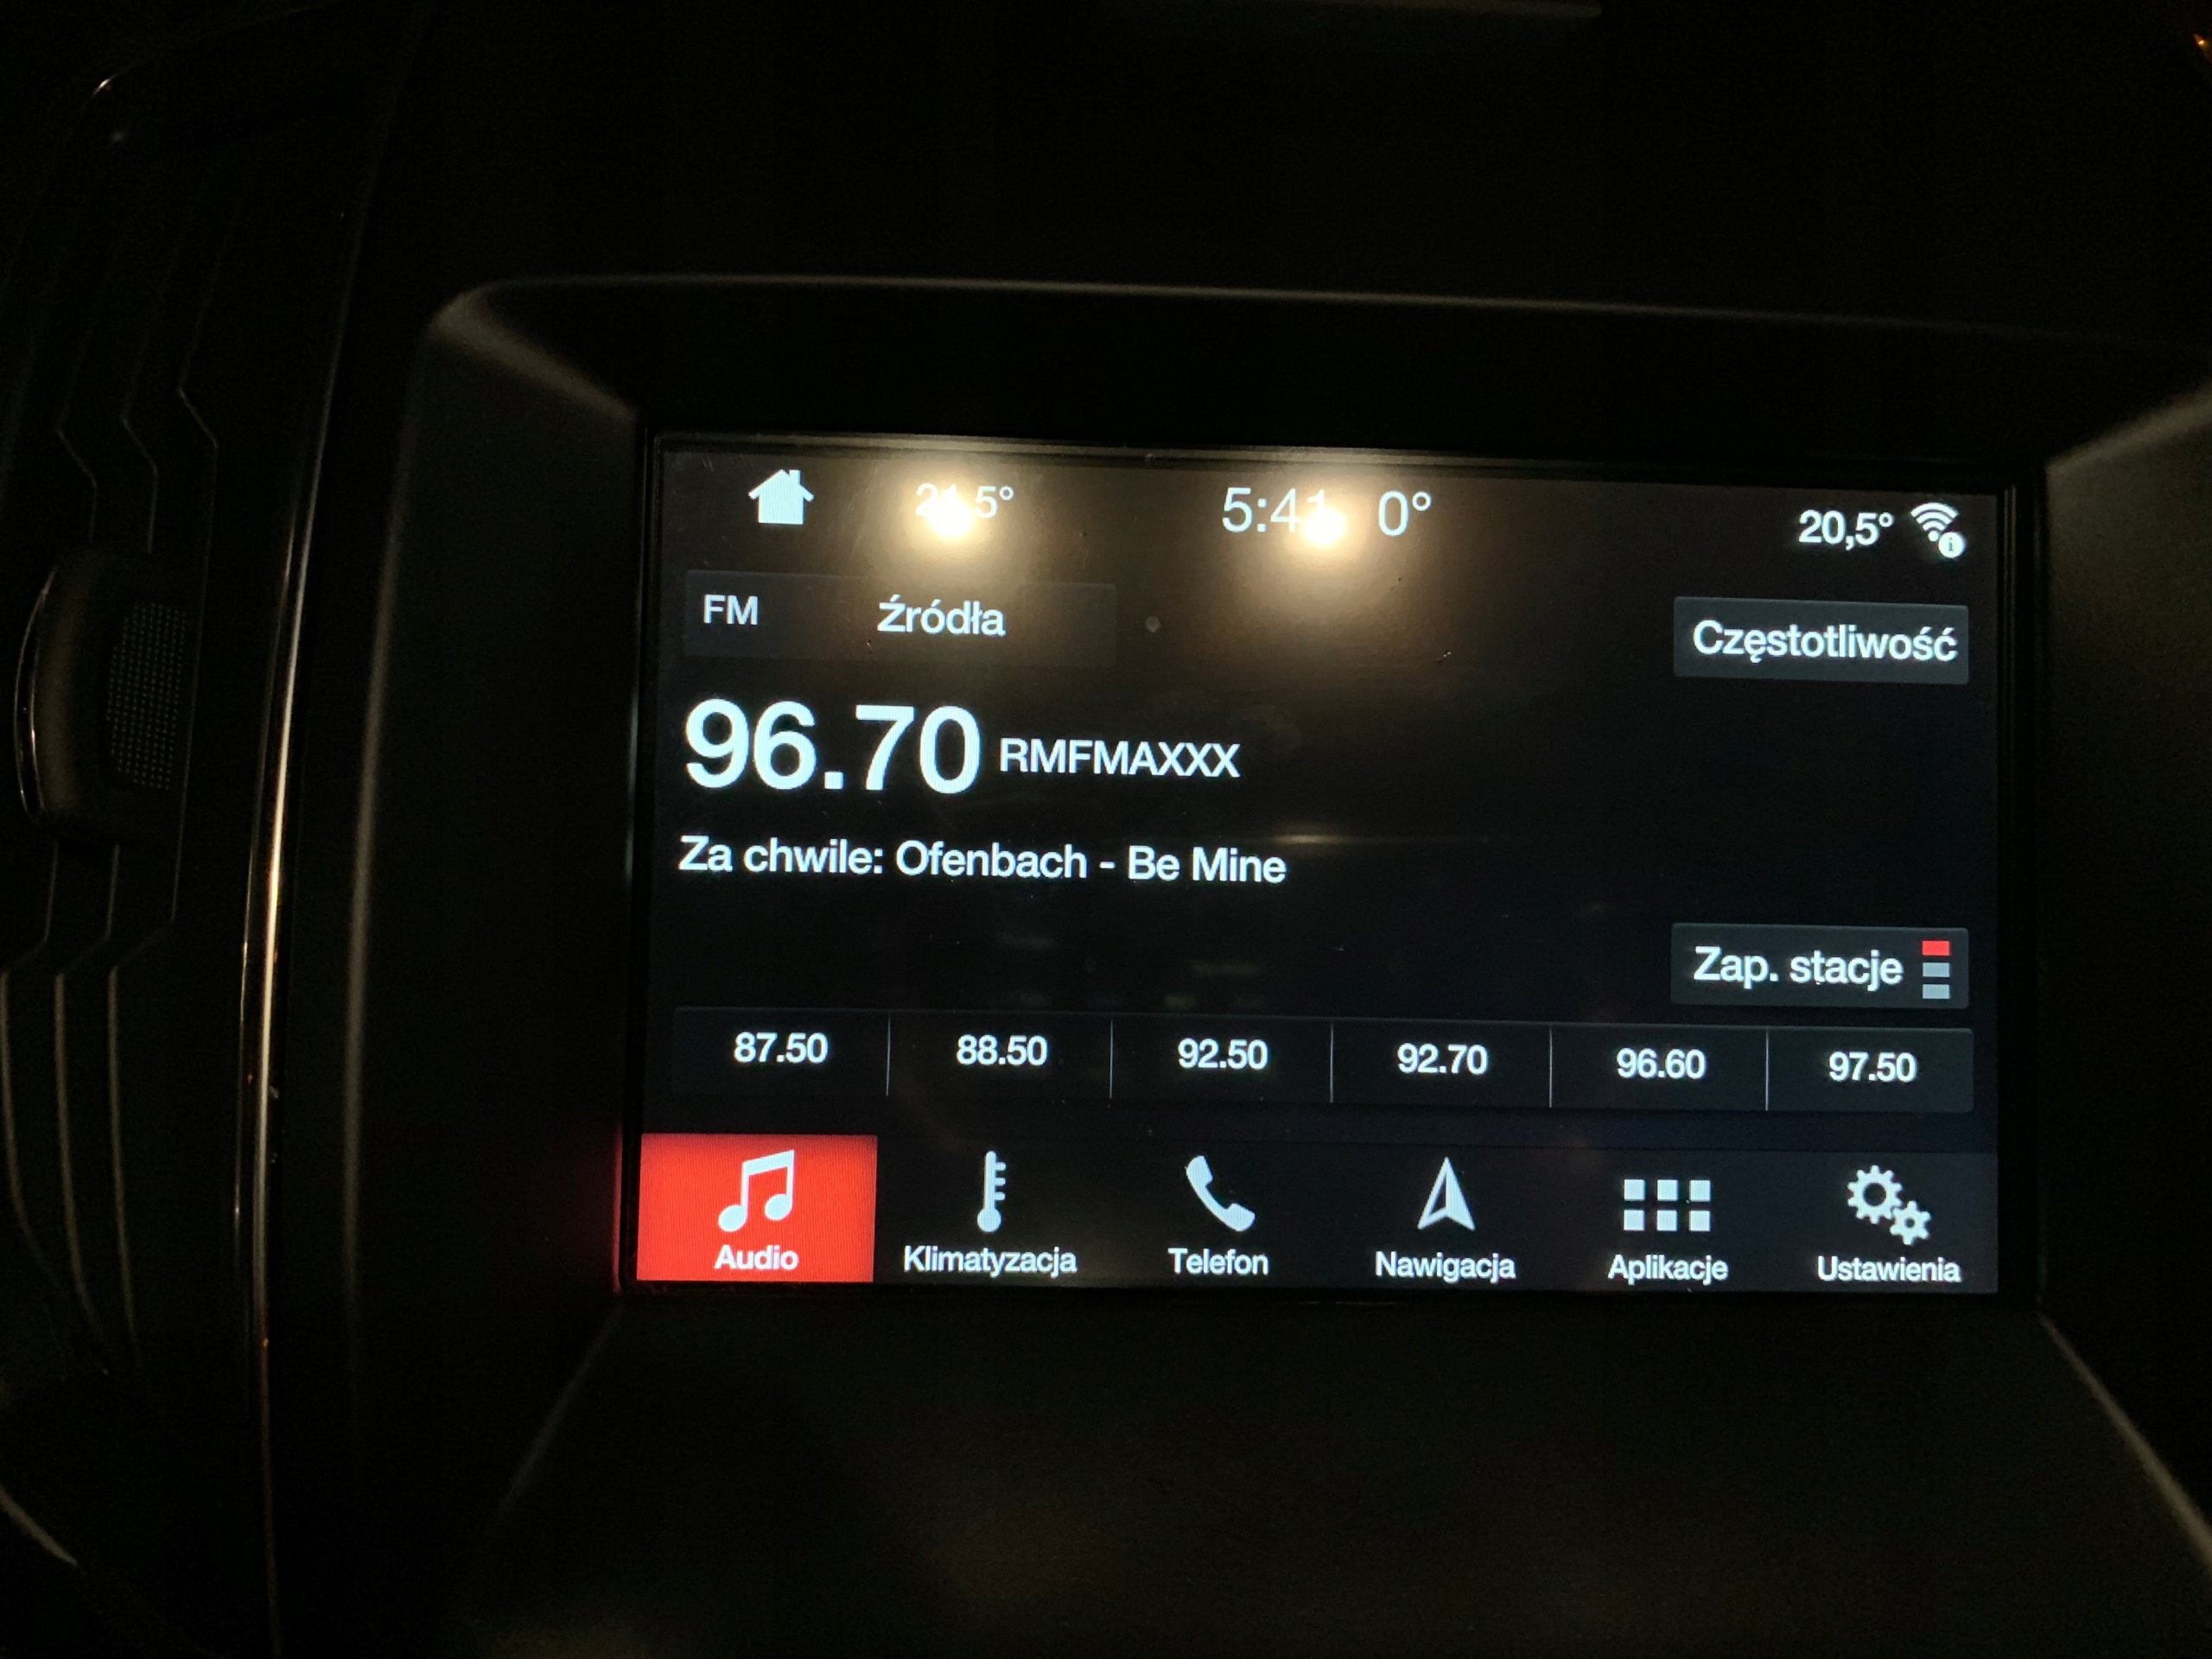 5:41 0°
20,5°
FM Źródła
Częstotliwość
96.70 RMFMAXXX
Za chwile: Ofenbach - Be Mine
Zap. stacje
87.50 88.50 92.50 92.70 96.60 97.50
Audio Klimatyzacja Telefon Nawigacja Aplikacje Ustawienia